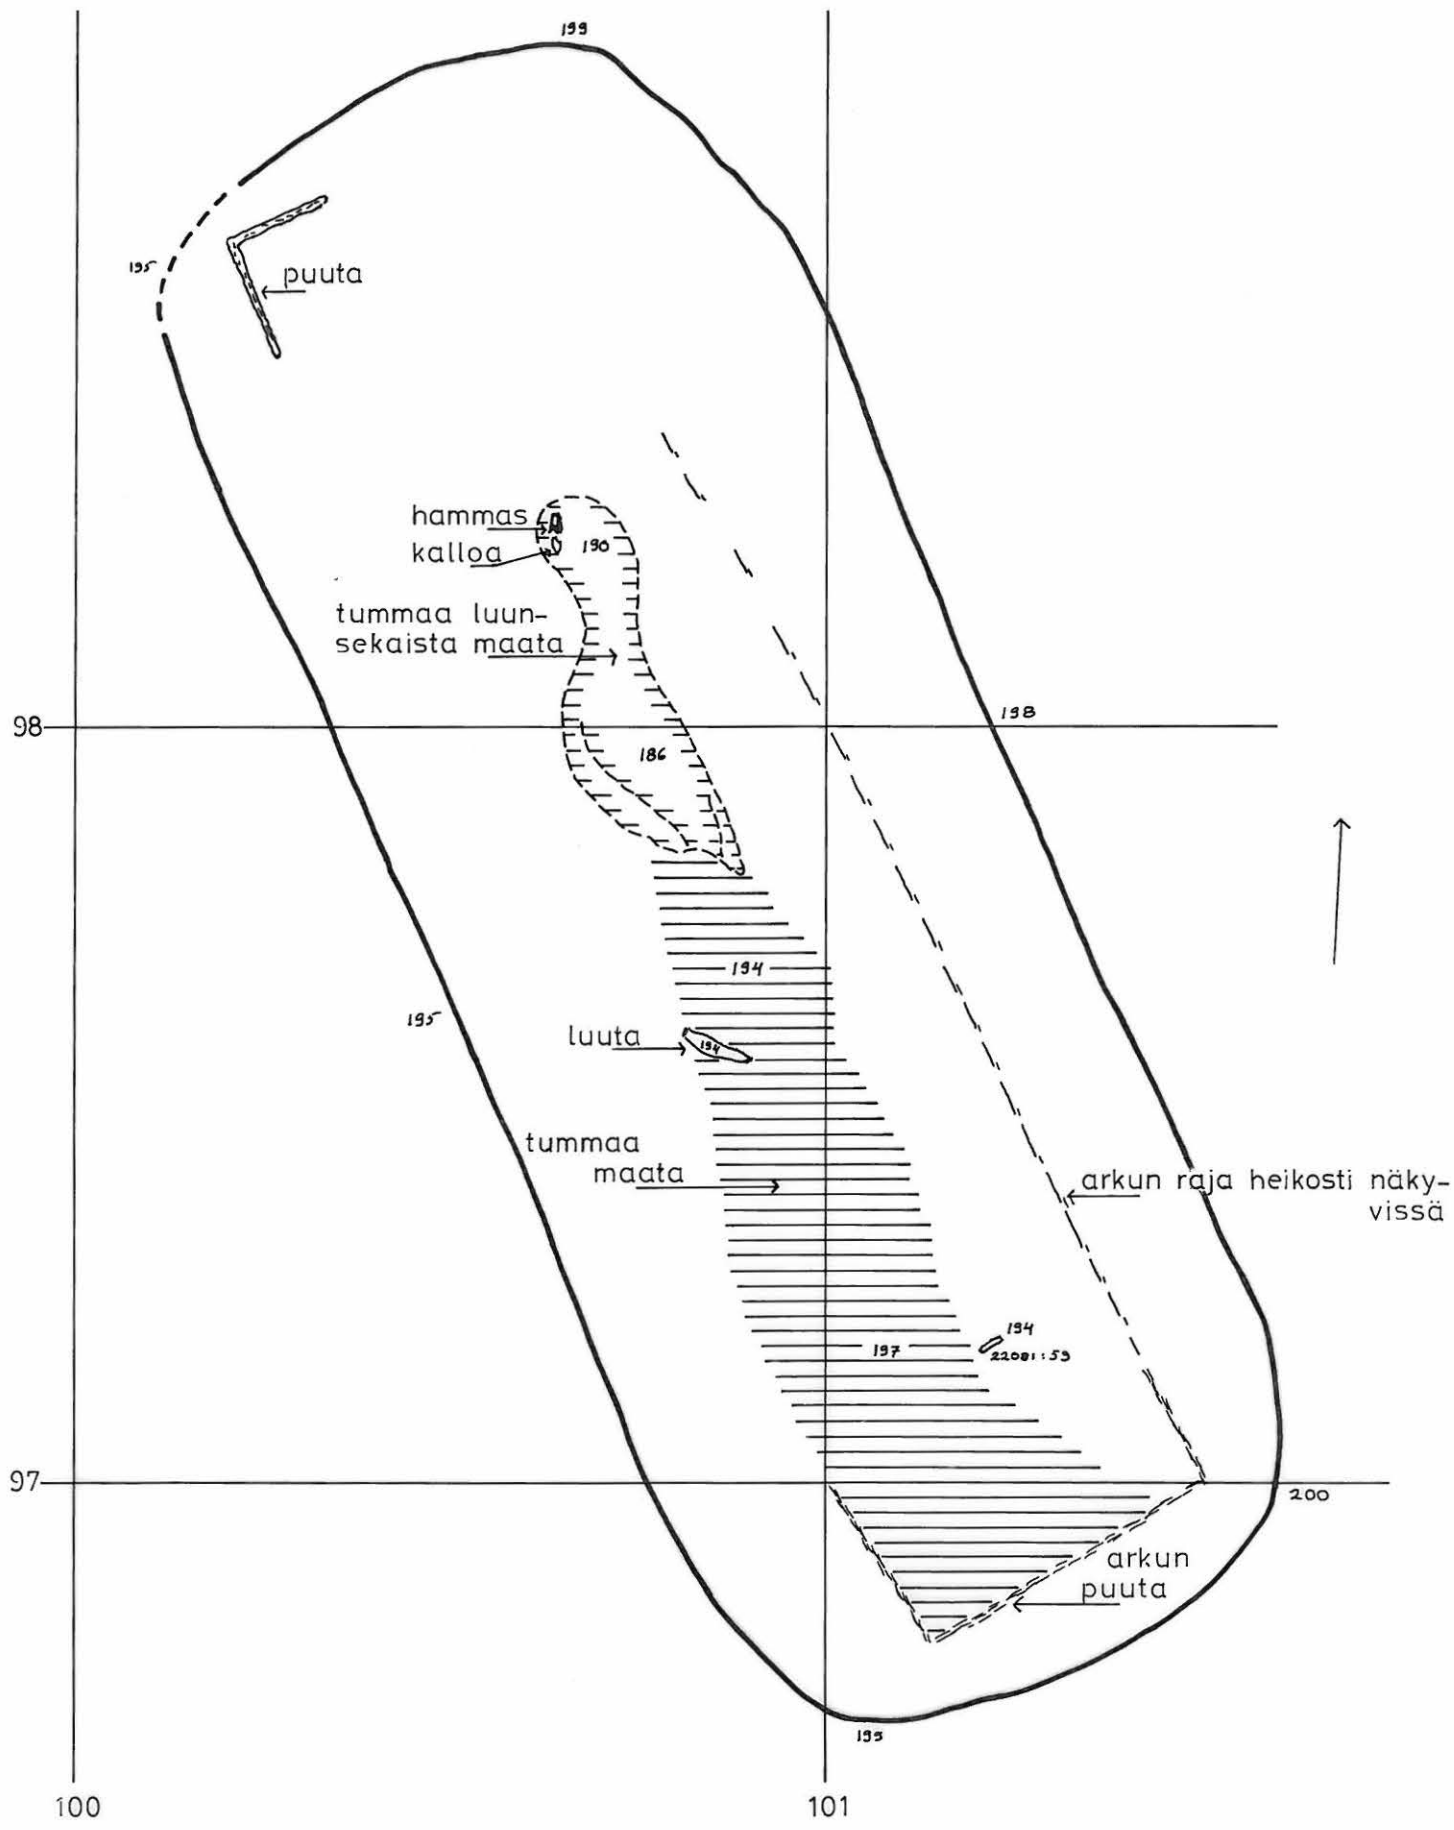 199
195
puuta
hammas
190
kalloa
tummaa luun-
sekaista maata
98
198
186
194
195
luuta
194
tummaa
maata
arkun raja heikosti näky-
vissä
194
197
22081:59
97
200
arkun
puuta
199
100
101